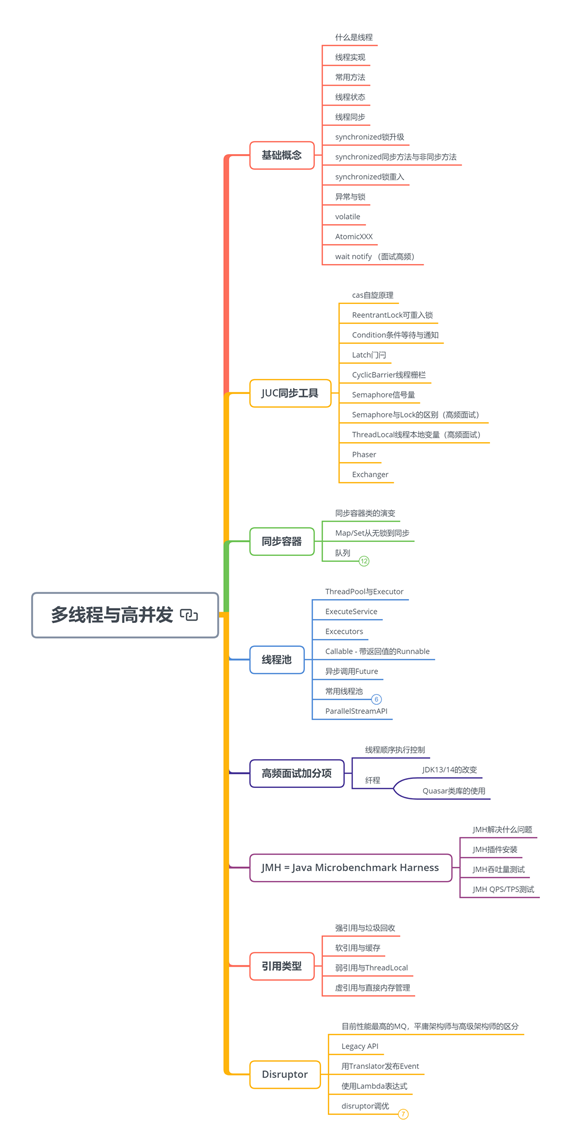 多线程与高并发
基础概念
什么是线程
线程实现
常用方法
线程状态
线程同步
synchronized锁升级
synchronized同步方法与非同步方法
synchronized锁重入
异常与锁
volatile
AtomicXXX
wait notify （面试高频）
JUC同步工具
cas自旋原理
ReentrantLock可重入锁
Condition条件等待与通知
Latch门闩
CyclicBarrier线程栅栏
Semaphore信号量
Semaphore与Lock的区别（高频面试）
ThreadLocal线程本地变量（高频面试）
Phaser
Exchanger
同步容器
同步容器类的演变
Map/Set从无锁到同步
队列 12
线程池
ThreadPool与Executor
ExecuteService
Excecutors
Callable - 带返回值的Runnable
异步调用Future
常用线程池 6
ParallelStreamAPI
高频面试加分项
线程顺序执行控制
纤程
JDK13/14的改变
Quasar类库的使用
JMH = Java Microbenchmark Harness
JMH解决什么问题
JMH插件安装
JMH吞吐量测试
JMH QPS/TPS测试
引用类型
强引用与垃圾回收
软引用与缓存
弱引用与ThreadLocal
虚引用与直接内存管理
Disruptor
目前性能最高的MQ，平庸架构师与高级架构师的区分
Legacy API
用Translator发布Event
使用Lambda表达式
disruptor调优 7